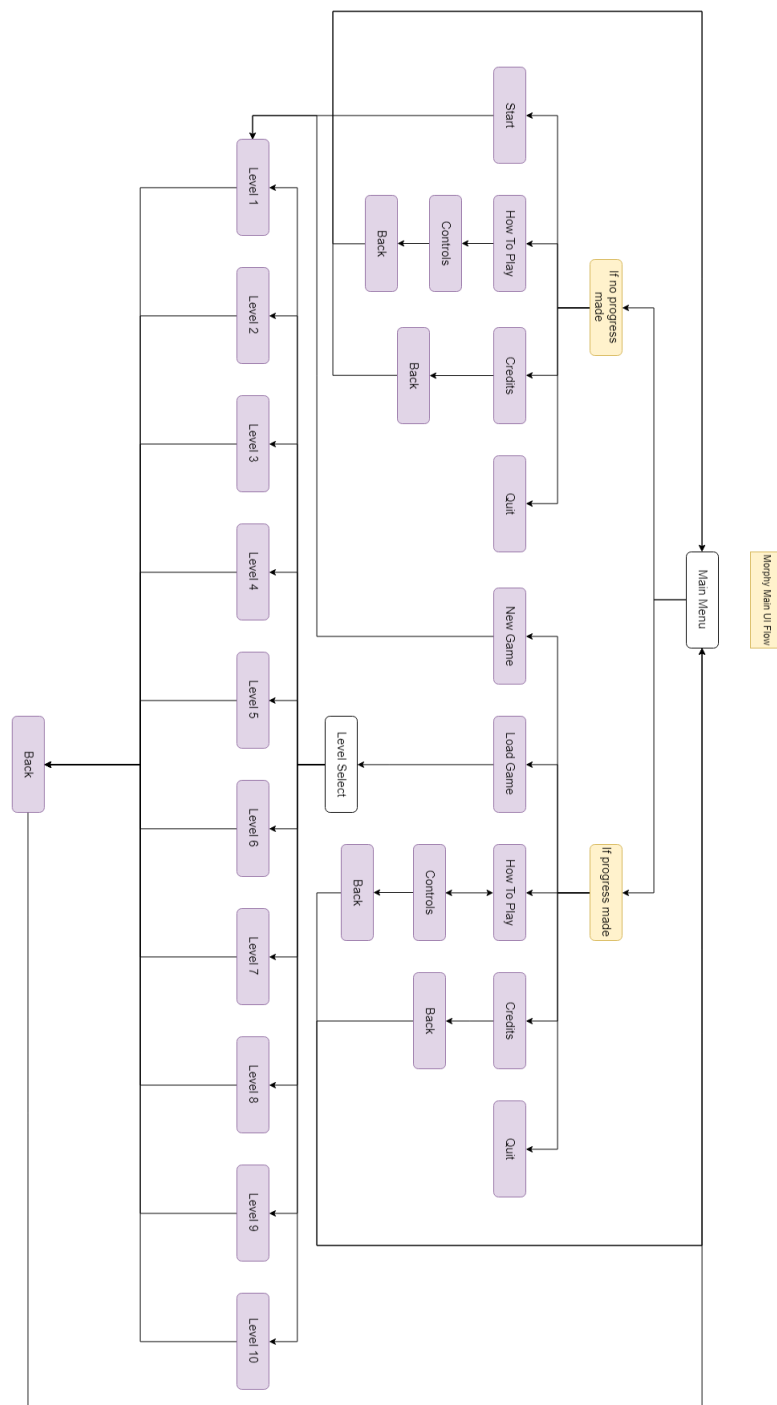 Morphy Main UI Flow
Main Menu
If no progress
made
If progress made
Start
How To Play
Credits
Quit
New Game
Load Game
How To Play
Credits
Quit
Controls
Back
Controls
Back
Back
Level Select
Back
Level 1
Level 2
Level 3
Level 4
Level 5
Level 6
Level 7
Level 8
Level 9
Level 10
Back